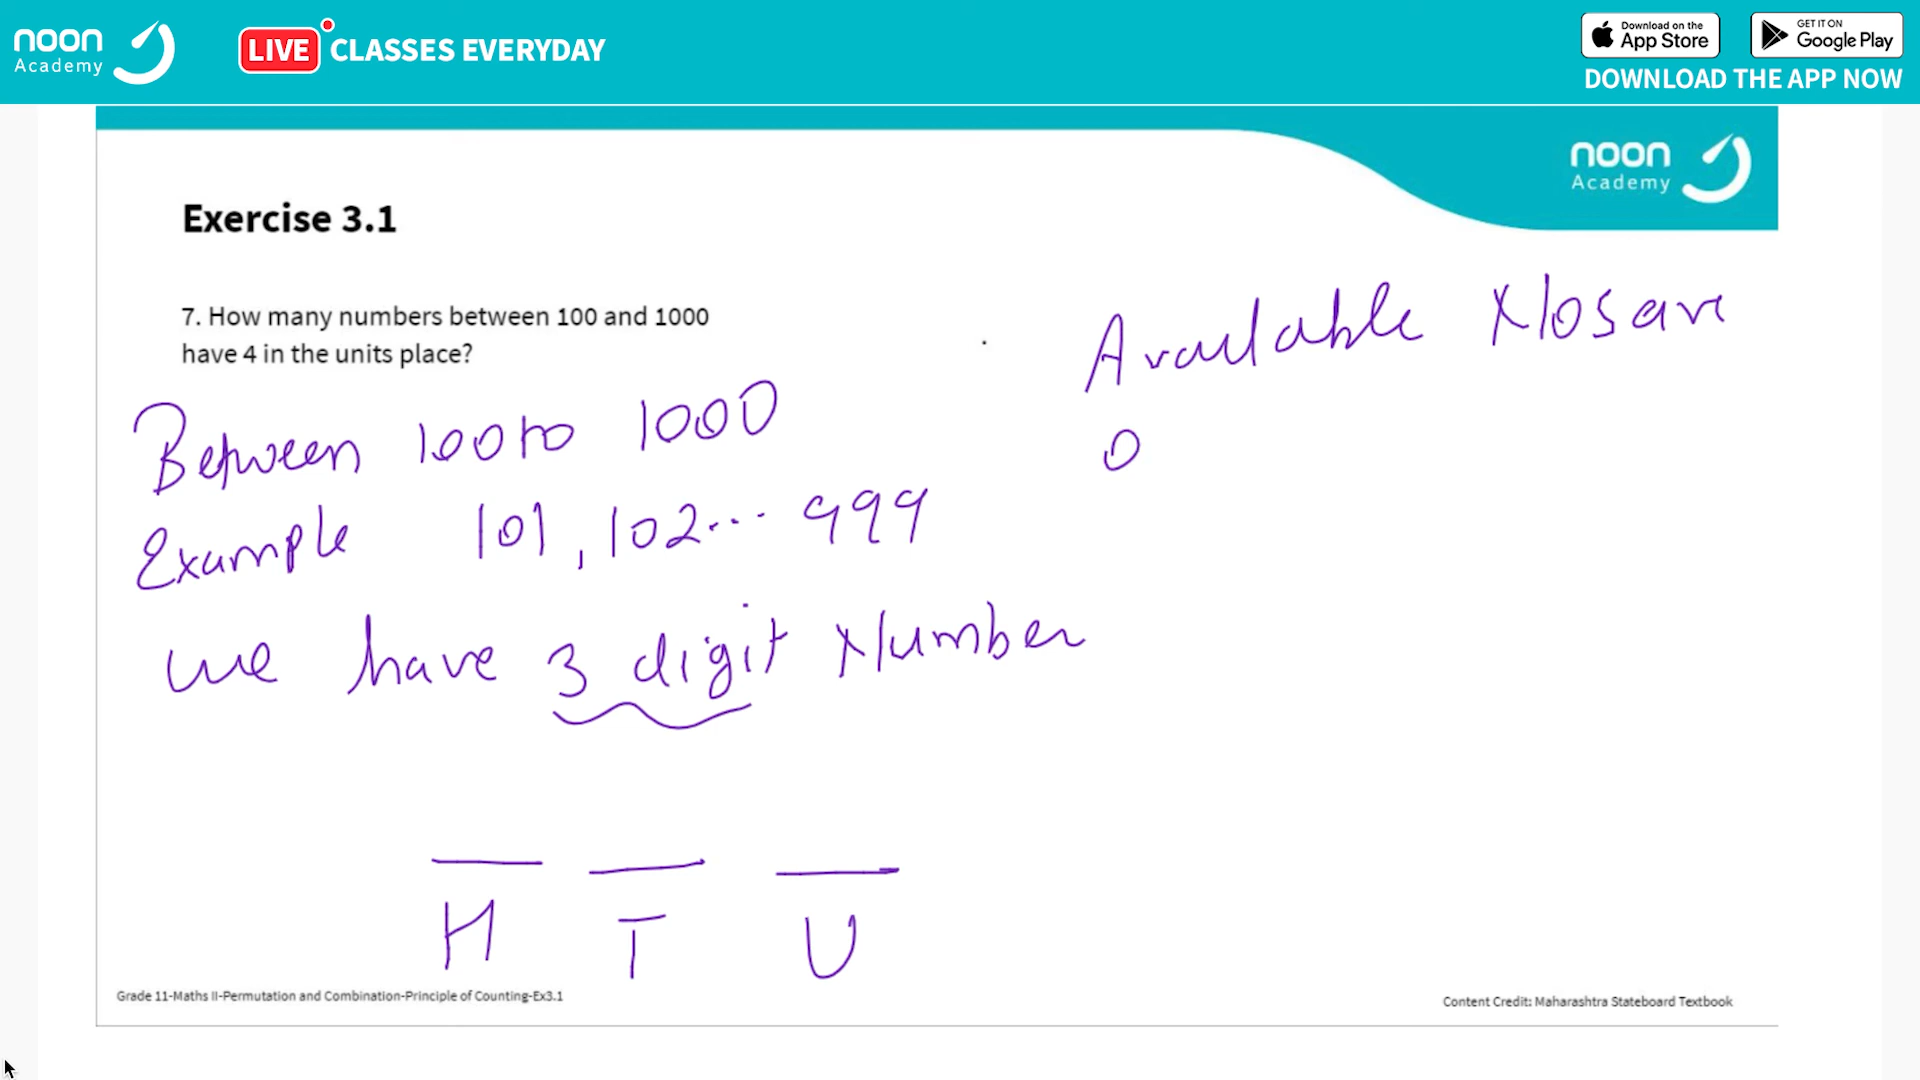 noon
Academy
LIVE CLASSES EVERYDAY
Download on the
App Store
GET IT ON
Google Play
DOWNLOAD THE APP NOW
noon
Academy
Exercise 3.1
7. How many numbers between 100 and 1000
have 4 in the units place?
Between 100 to 1000
Example 101, 102... 999
we have 3 digit Number
H T U
Available Nos are
0
Grade 11-Maths II-Permutation and Combination-Principle of Counting-Ex3.1
Content Credit: Maharashtra Stateboard Textbook